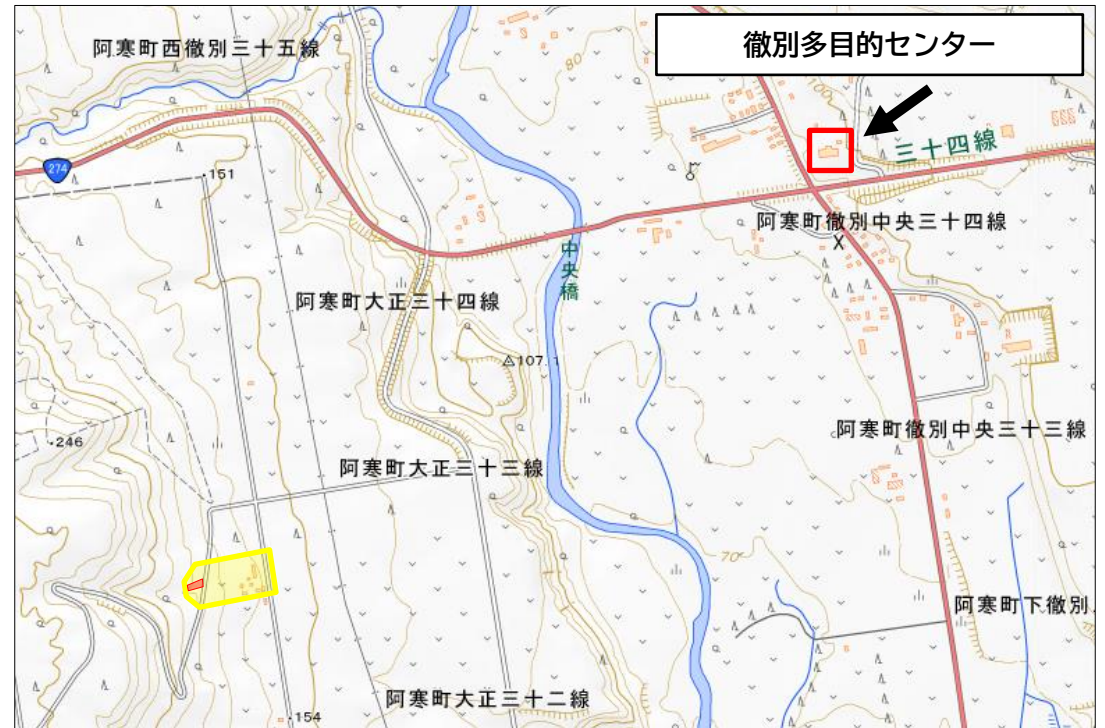 阿寒町西徹別三十五線
徹別多目的センター
80
100
三十四線
274
151
阿寒町徹別中央三十四線
中央橋
阿寒町大正三十四線
107.1
阿寒町徹別中央三十三線
246
阿寒町大正三十三線
70
阿寒町下徹別
阿寒町大正三十二線
154